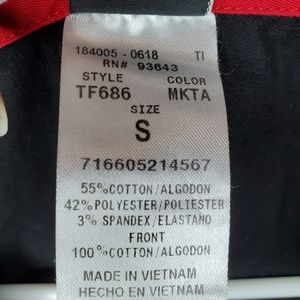 184005 - 0618 TI
RN# 93643
STYLE COLOR
TF686 MKTA
SIZE
S
716605214567
55%COTTON/ALGODON
42% POLYESTER/POLIESTER
3% SPANDEX/ELASTANO
FRONT
100%COTTON/ALGODON
MADE IN VIETNAM
HECHO EN VIETNAM